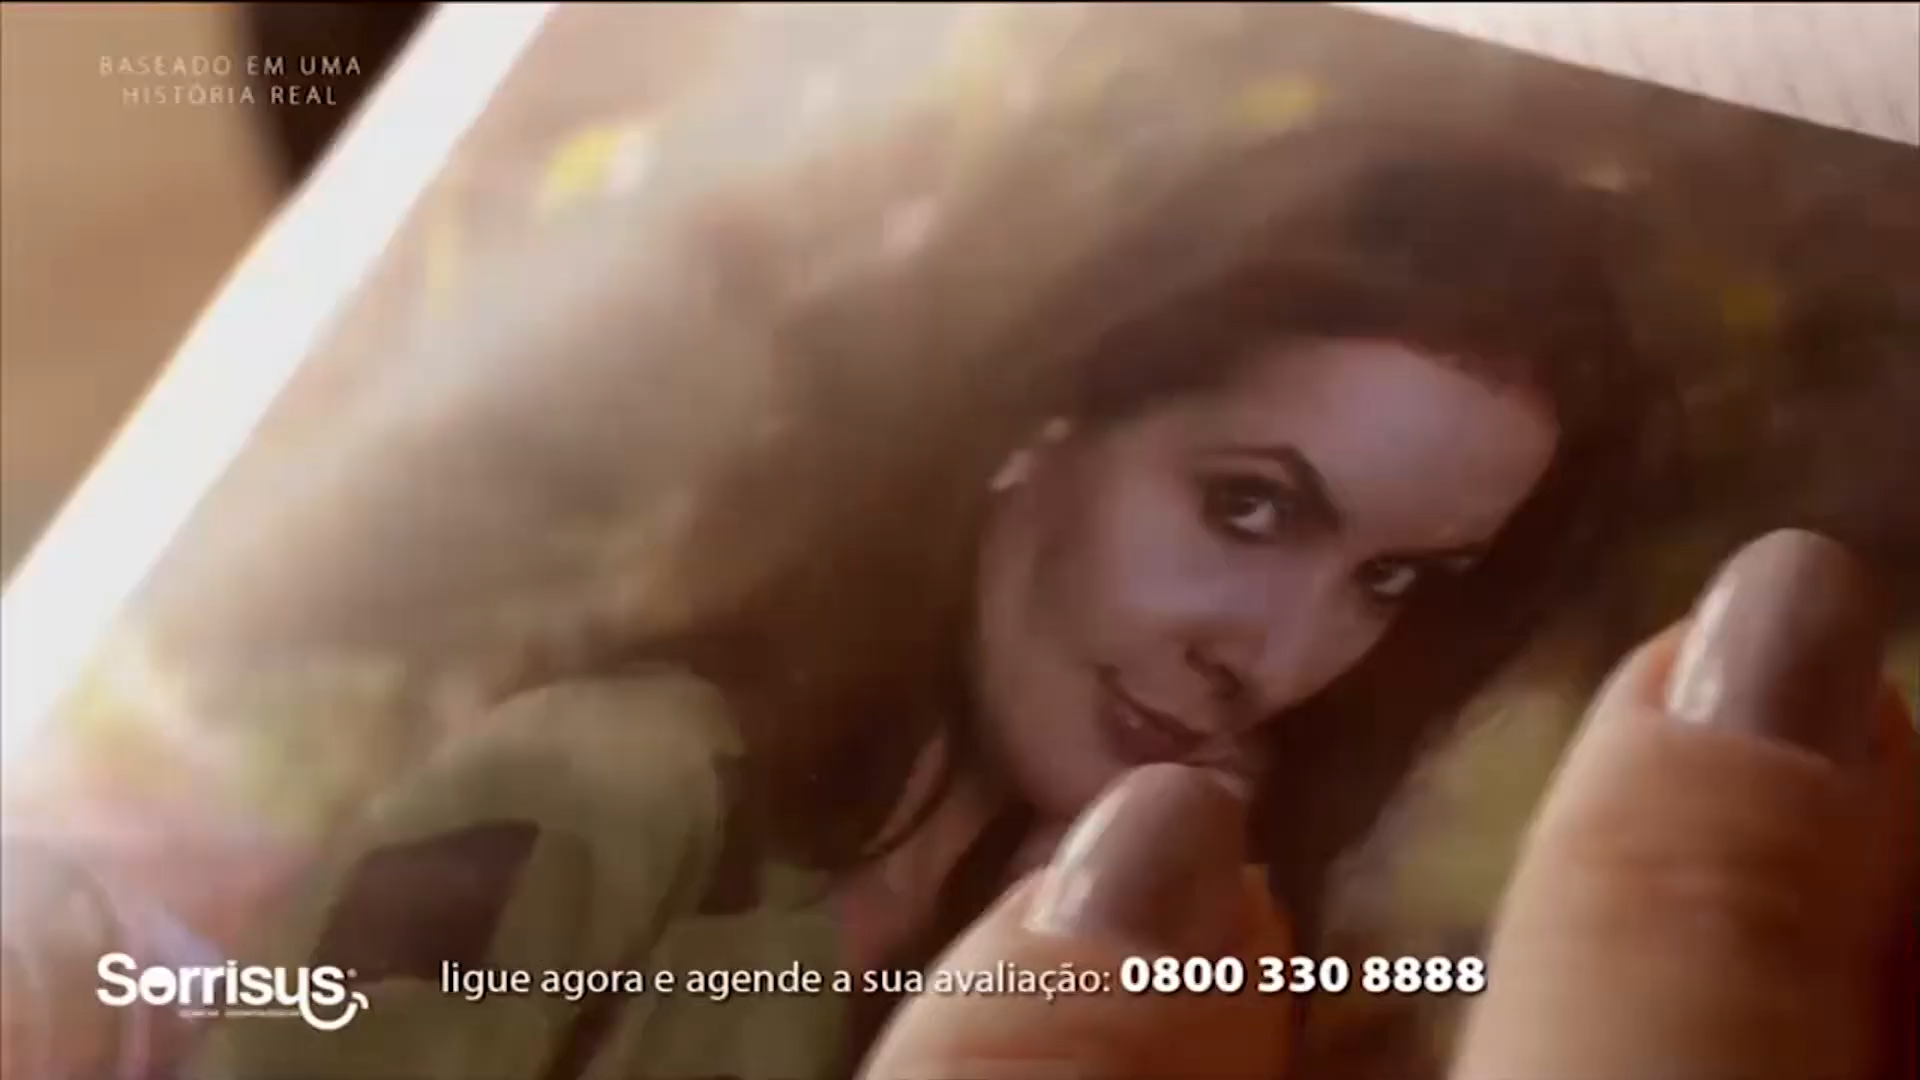 BASEADO EM UMA
HISTÓRIA REAL
Sorrisus
ligue agora e agende a sua avaliação: 0800 330 8888